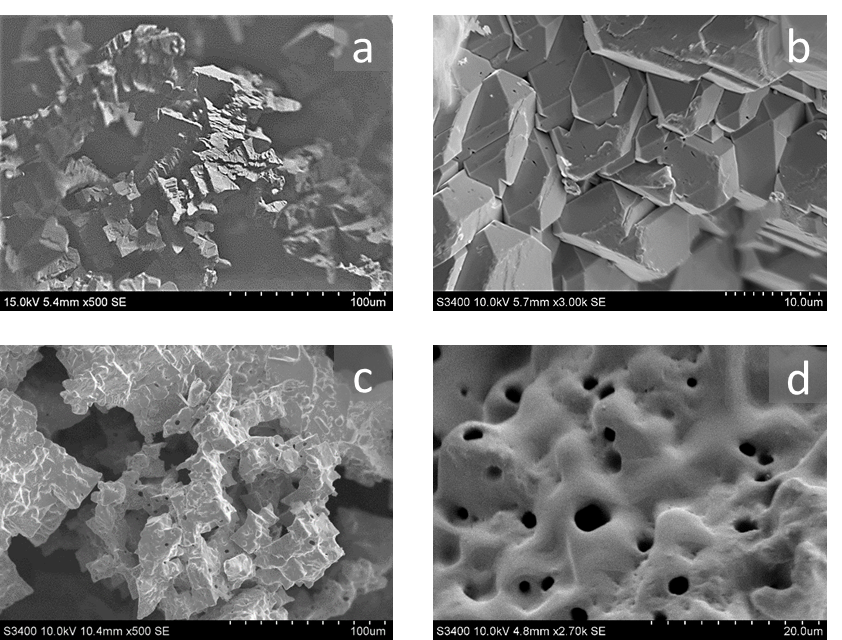 a
b
15.0kV 5.4mm x500 SE 100um
S3400 10.0kV 5.7mm x3.00k SE 10.0um
c
d
S3400 10.0kV 10.4mm x500 SE 100um
S3400 10.0kV 4.8mm x2.70k SE 20.0um